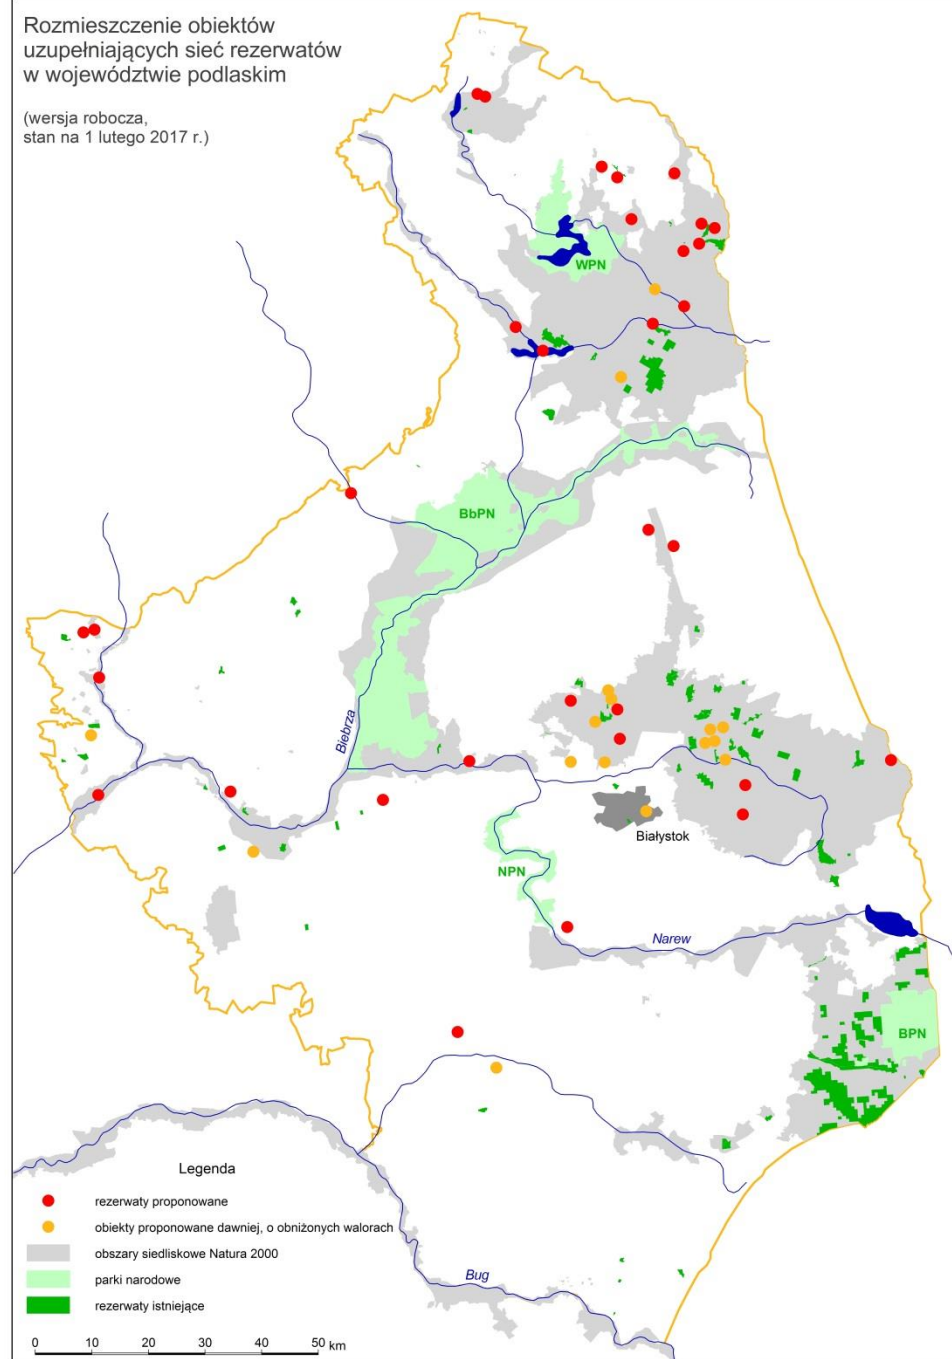 Rozmieszczenie obiektów
uzupełniających sieć rezerwatów
w województwie podlaskim
(wersja robocza,
stan na 1 lutego 2017 r.)
WPN
BbPN
Biebrza
Białystok
NPN
Narew
BPN
Legenda
rezerwaty proponowane
obiekty proponowane dawniej, o obniżonych walorach
obszary siedliskowe Natura 2000
Bug
parki narodowe
rezerwaty istniejące
0 10 20 30 40 50 km